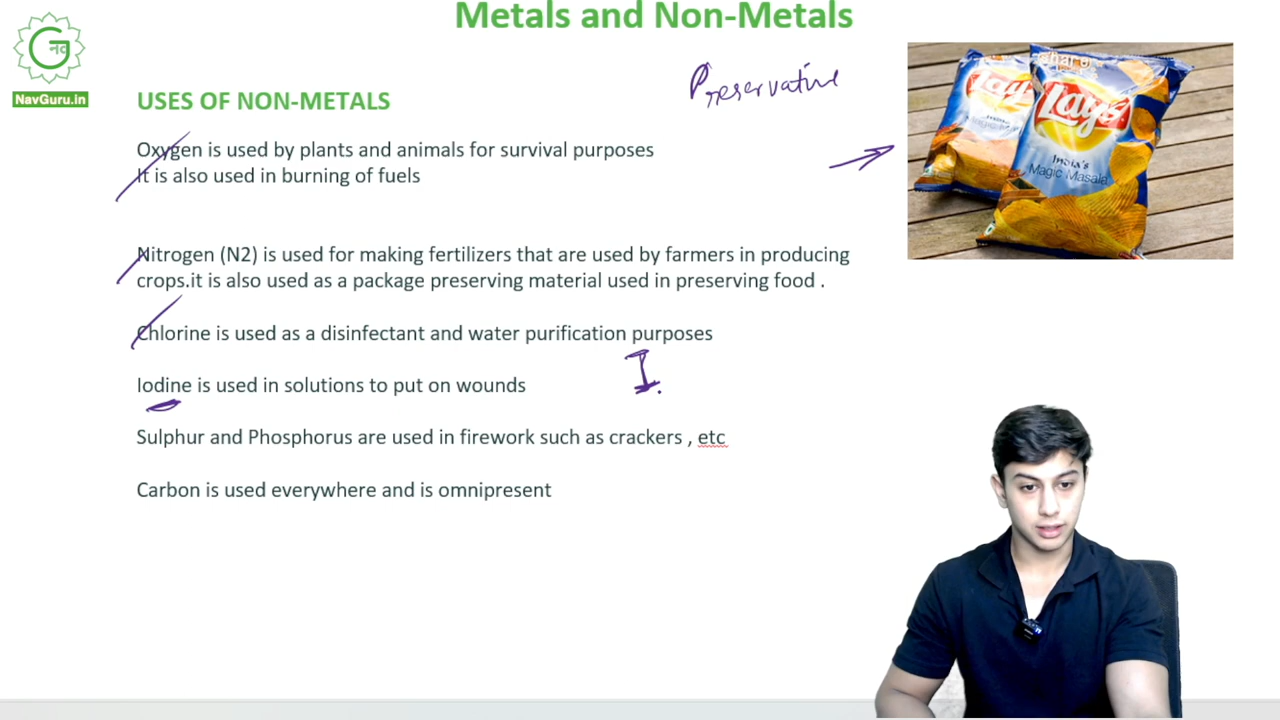 Metals and Non-Metals
नव
NavGuru.in
USES OF NON-METALS
Preservative
Oxygen is used by plants and animals for survival purposes
It is also used in burning of fuels
Nitrogen (N2) is used for making fertilizers that are used by farmers in producing
crops.it is also used as a package preserving material used in preserving food .
Chlorine is used as a disinfectant and water purification purposes
I.
Iodine is used in solutions to put on wounds
Sulphur and Phosphorus are used in firework such as crackers , etc
Carbon is used everywhere and is omnipresent
Lay's
share
Lay's
India's
Magic Masala